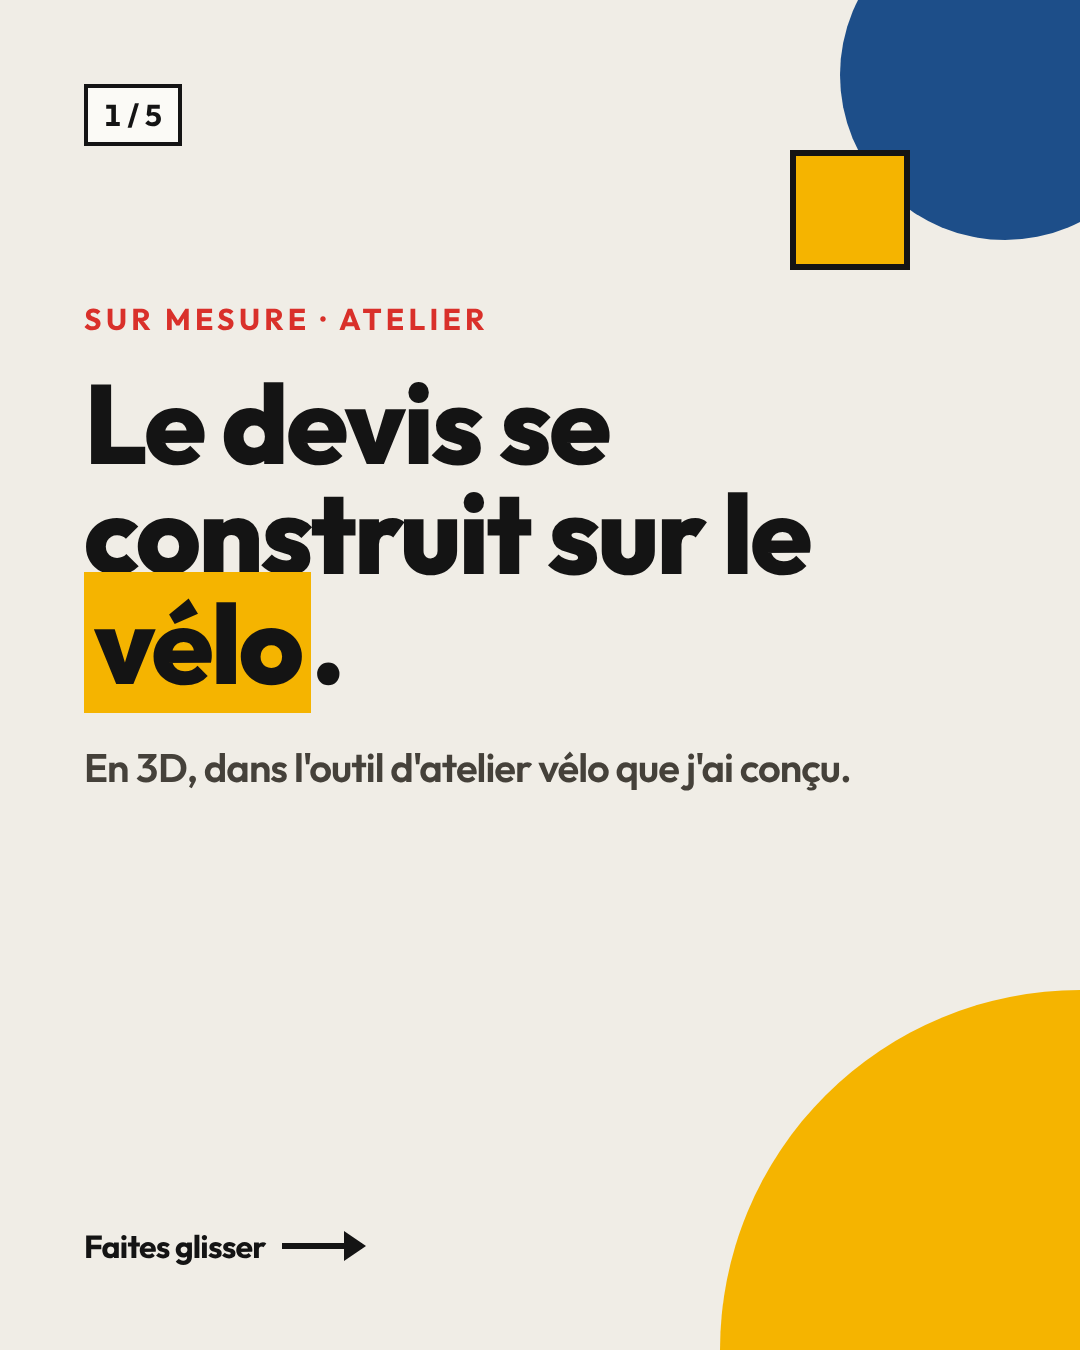 1 / 5
SUR MESURE · ATELIER
Le devis se
construit sur le
vélo.
En 3D, dans l'outil d'atelier vélo que j'ai conçu.
Faites glisser